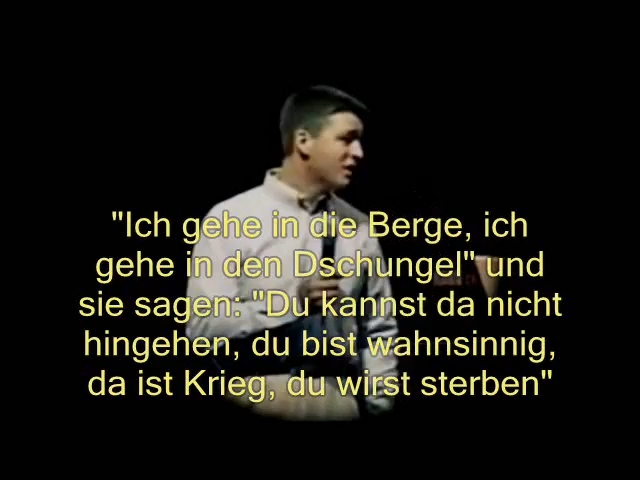 "Ich gehe in die Berge, ich
gehe in den Dschungel" und
sie sagen: "Du kannst da nicht
hingehen, du bist wahnsinnig,
da ist Krieg, du wirst sterben"